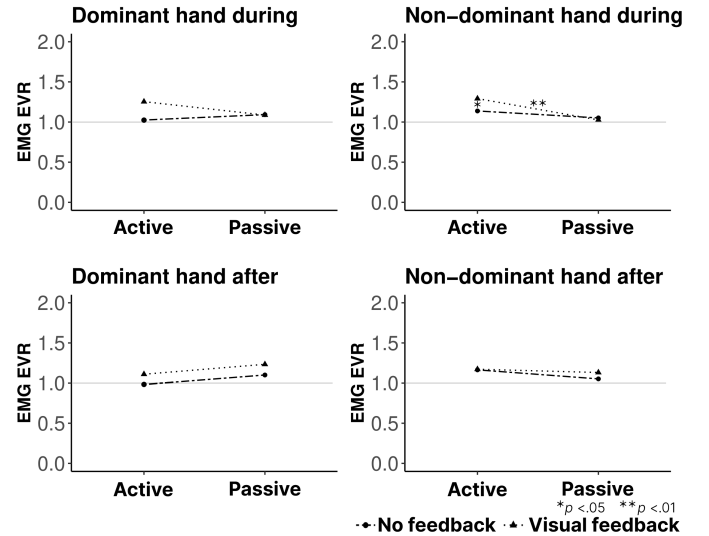 Dominant hand during
EMG EVR
2.0
1.5
1.0
0.5
0.0
Active Passive
Non–dominant hand during
EMG EVR
2.0
1.5
1.0
0.5
0.0
*
**
Active Passive
Dominant hand after
EMG EVR
2.0
1.5
1.0
0.5
0.0
Active Passive
Non–dominant hand after
EMG EVR
2.0
1.5
1.0
0.5
0.0
Active Passive
*p <.05 **p <.01
No feedback Visual feedback